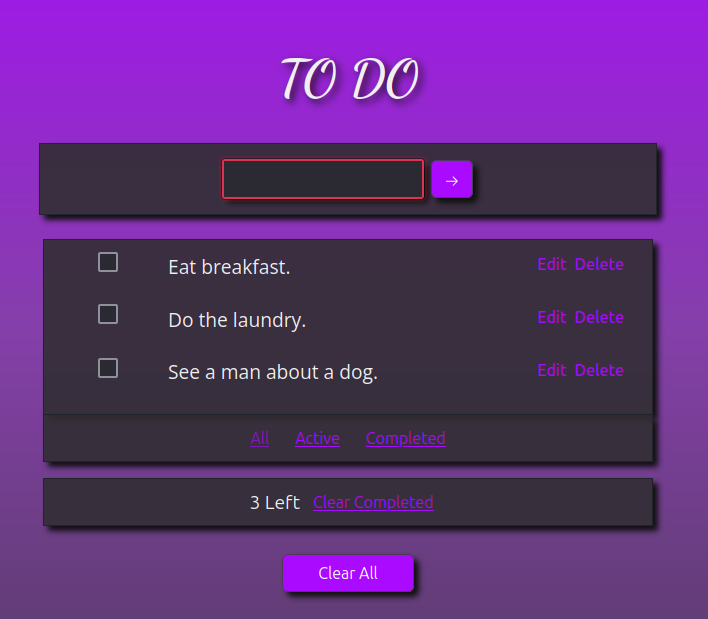 TO DO
→
Eat breakfast. Edit Delete
Do the laundry. Edit Delete
See a man about a dog. Edit Delete
All Active Completed
3 Left Clear Completed
Clear All